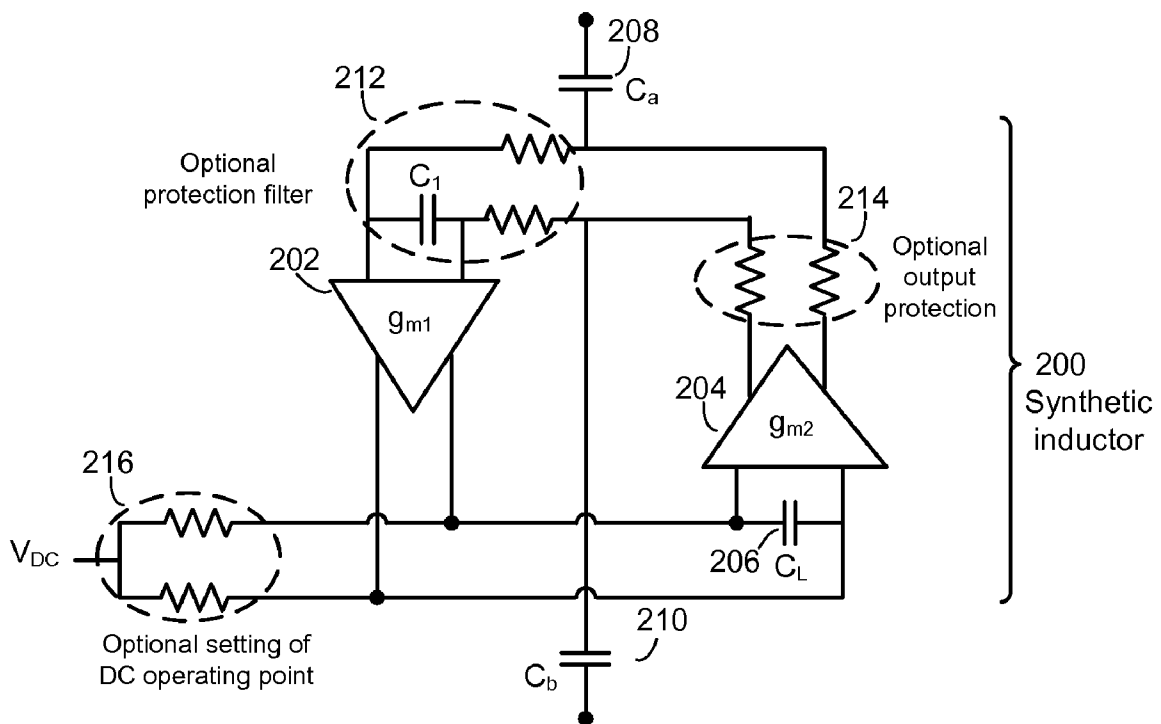 208
Ca
212
Optional
protection filter
C1
214
Optional
output
protection
202
gm1
204
gm2
200
Synthetic
inductor
216
VDC
206
CL
Optional setting of
DC operating point
210
Cb